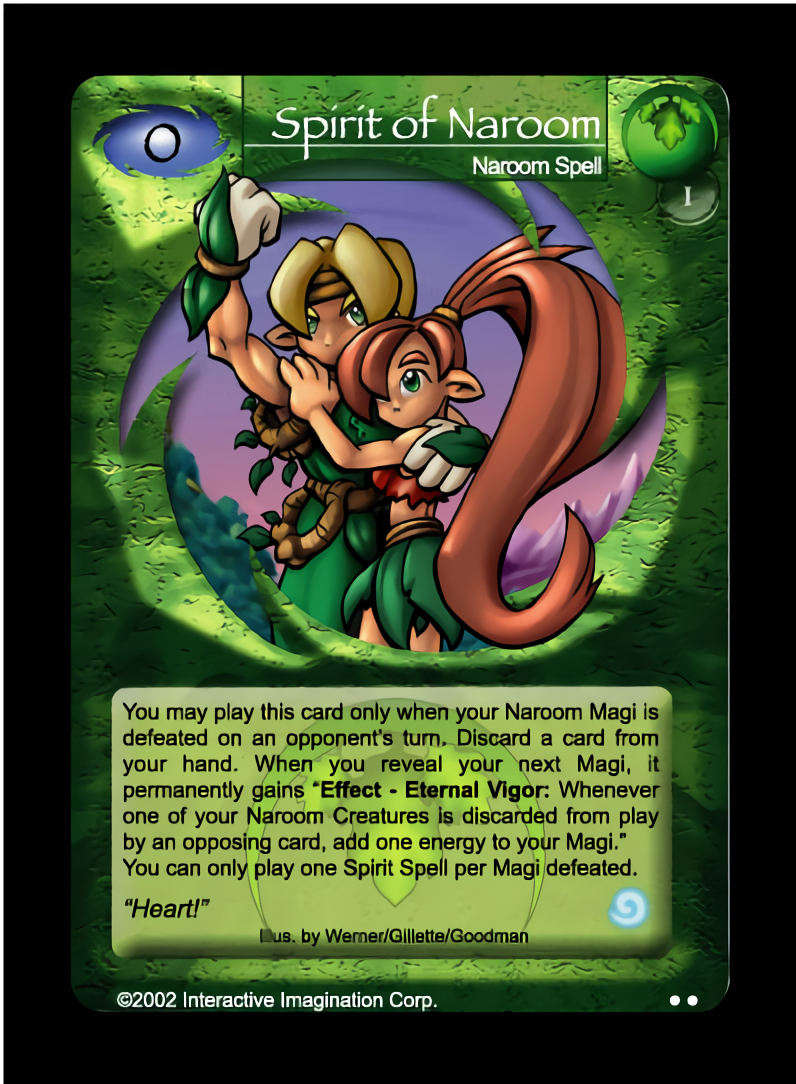 Spirit of Naroom
Naroom Spell
I
You may play this card only when your Naroom Magi is
defeated on an opponent's turn. Discard a card from
your hand. When you reveal your next Magi, it
permanently gains "Effect - Eternal Vigor: Whenever
one of your Naroom Creatures is discarded from play
by an opposing card, add one energy to your Magi."
You can only play one Spirit Spell per Magi defeated.
"Heart!"
Illus. by Werner/Gillette/Goodman
©2002 Interactive Imagination Corp.